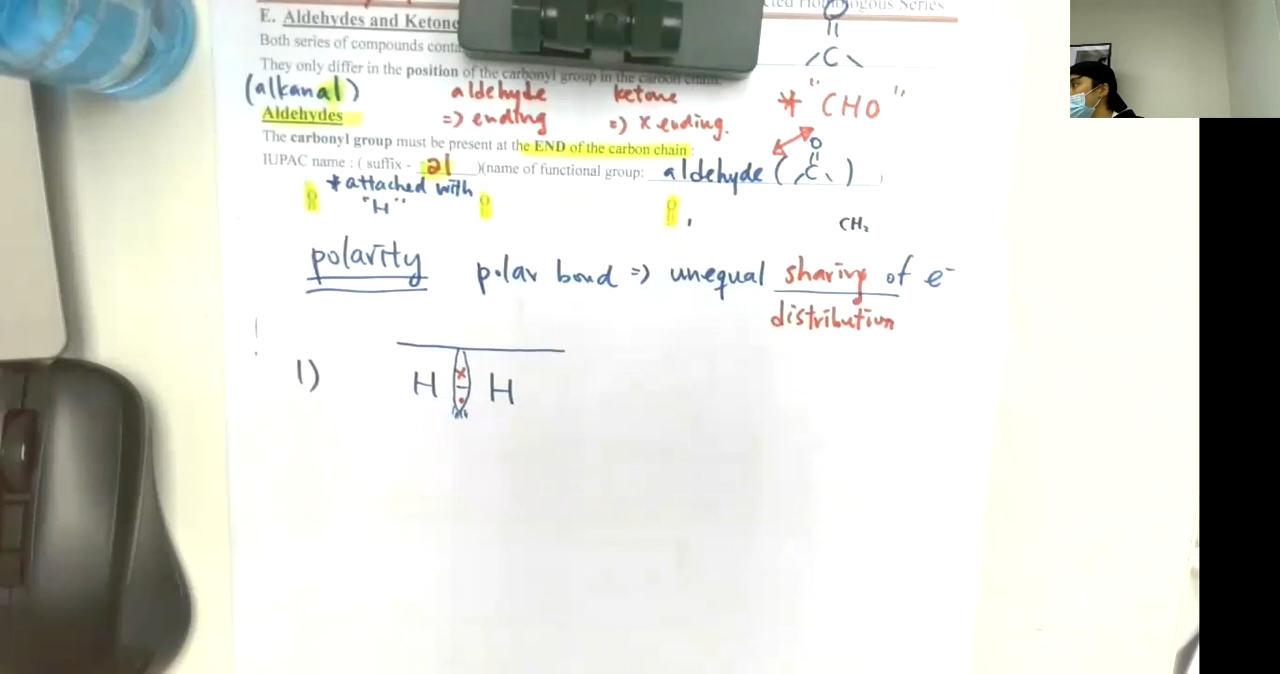 E. Aldehydes and Ketone
ogous Series
Both series of compounds
O
C
They only differ in the position of the carbonyl group in the carbon chain.
(alkanal) aldehyde ketone * "CHO"
Aldehydes => ending => x ending.
The carbonyl group must be present at the END of the carbon chain :
O
IUPAC name : ( suffix - al )(name of functional group: aldehyde ( C )
* attached with
"H"
CH₂
polarity polar bond => unequal sharing of e⁻
distribution
1) H x H